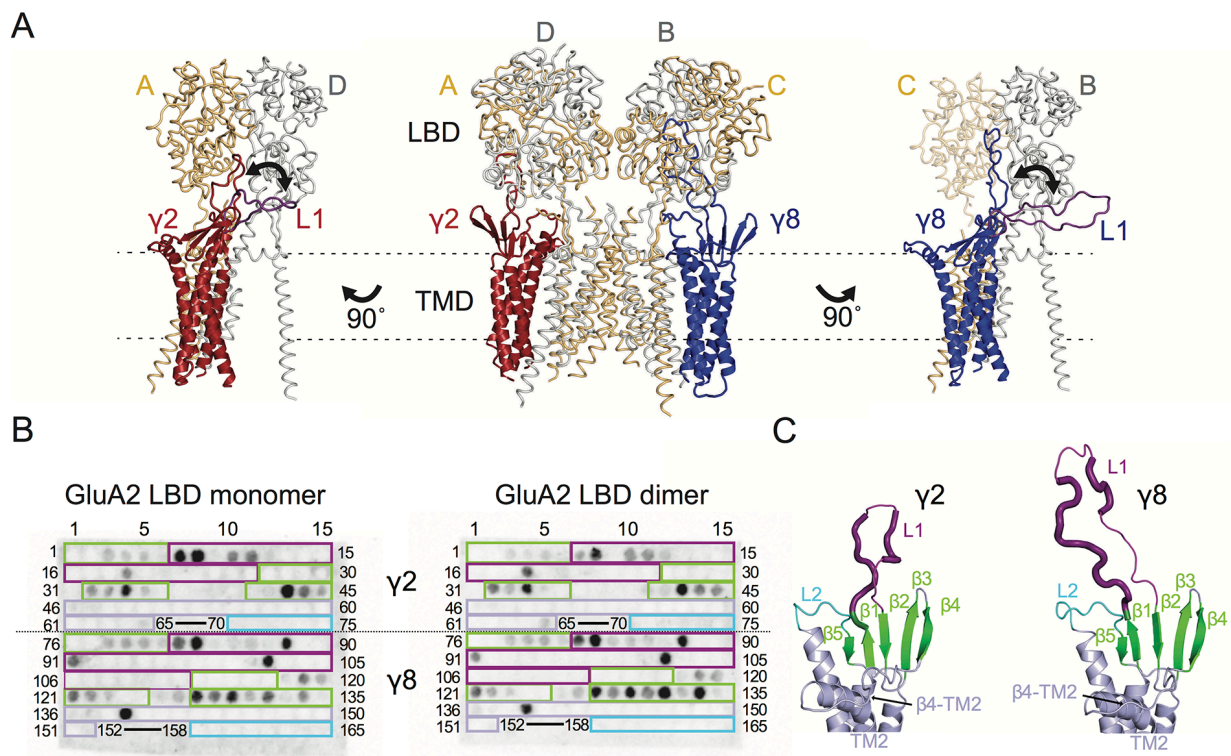 A
D B
A D A C C B
LBD
γ2 L1 γ2 γ8 γ8 L1
TMD
90° 90°
B
C
GluA2 LBD monomer GluA2 LBD dimer
1 5 10 15 1 5 10 15
1 15 1 15
16 30 γ2 16 30
31 45 31 45
46 60 46 60
61 65 70 75 61 65 70 75
76 90 76 90
91 105 γ8 91 105
106 120 106 120
121 135 121 135
136 150 136 150
151 152 158 165 151 152 158 165
γ2 γ8
L1 L1
L2 β1 β2 β3 β4 β5
β4-TM2
TM2
L2 β1 β2 β3 β4 β5
β4-TM2
TM2